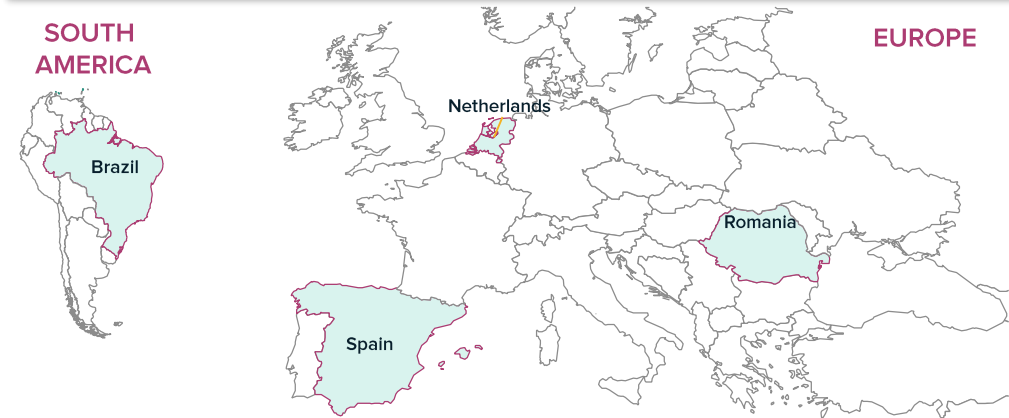 SOUTH
AMERICA
EUROPE
Netherlands
Brazil
Romania
Spain